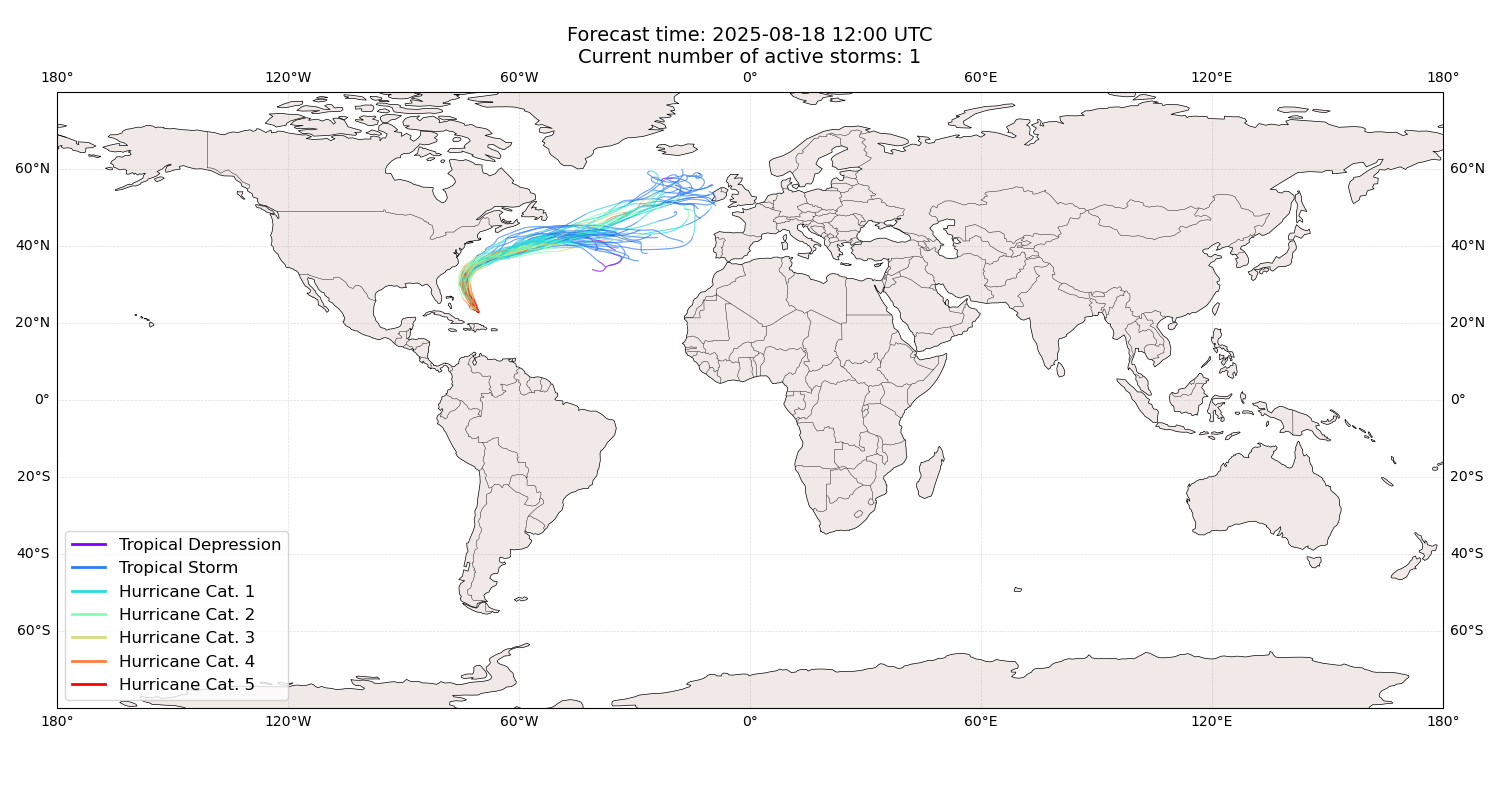 Forecast time: 2025-08-18 12:00 UTC
Current number of active storms: 1
180° 120°W 60°W 0° 60°E 120°E 180°
60°N 60°N
40°N 40°N
20°N 20°N
0° 0°
20°S 20°S
40°S 40°S
60°S 60°S
Tropical Depression
Tropical Storm
Hurricane Cat. 1
Hurricane Cat. 2
Hurricane Cat. 3
Hurricane Cat. 4
Hurricane Cat. 5
180° 120°W 60°W 0° 60°E 120°E 180°